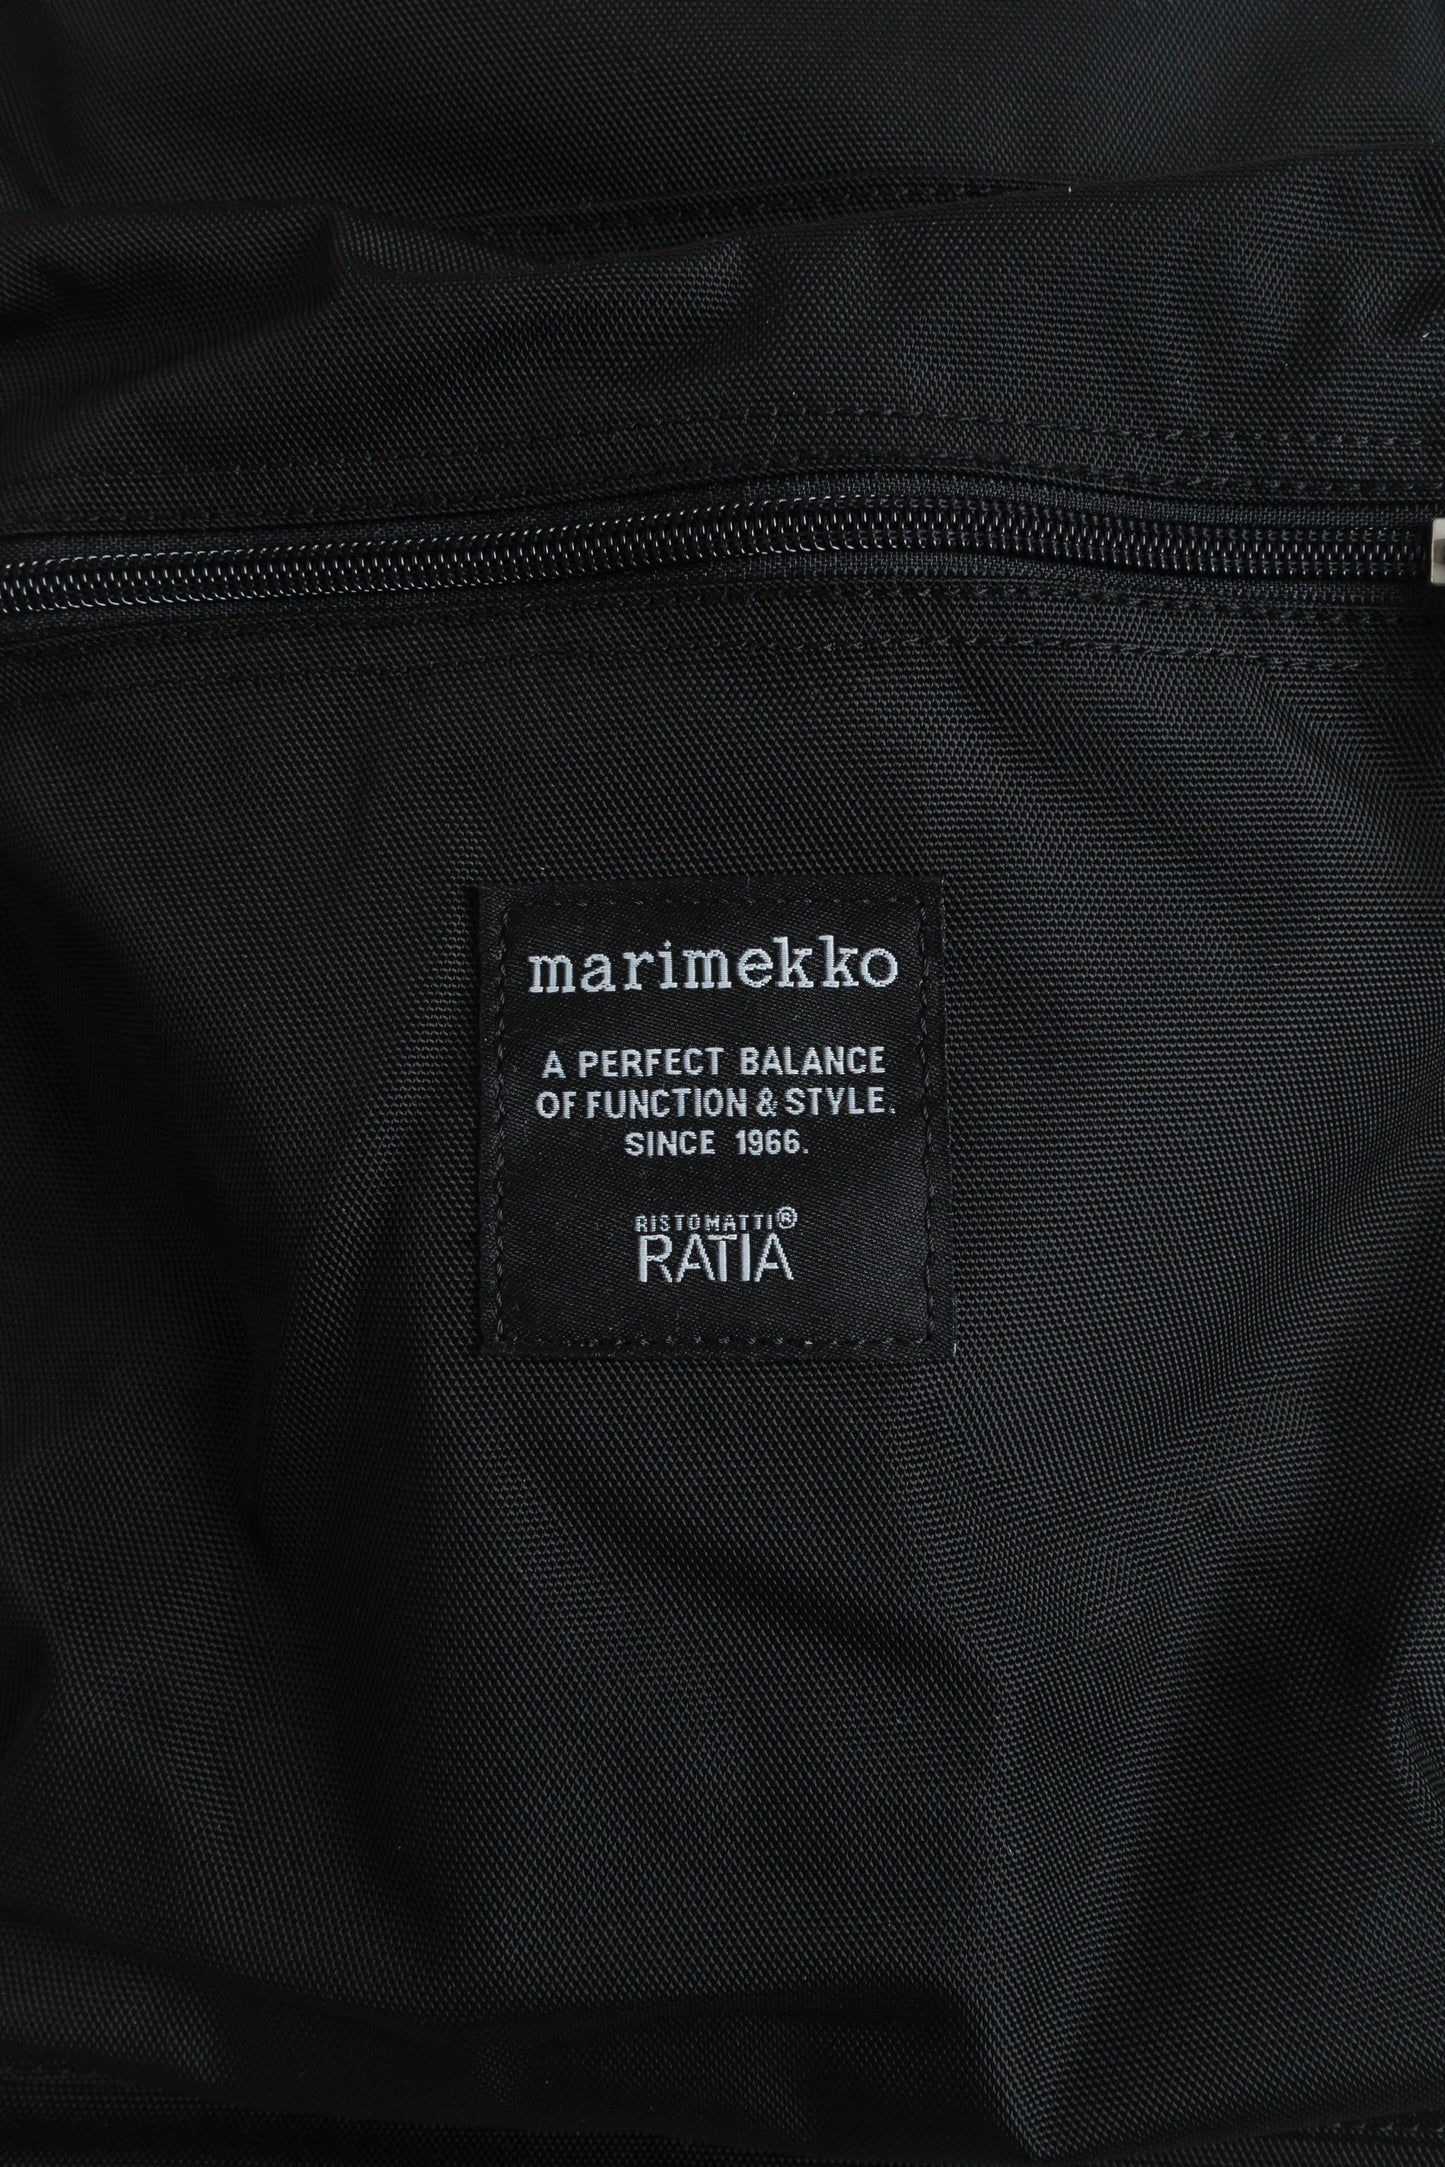 marimekko
A PERFECT BALANCE
OF FUNCTION & STYLE.
SINCE 1966.
RISTOMATTI®
RATIA